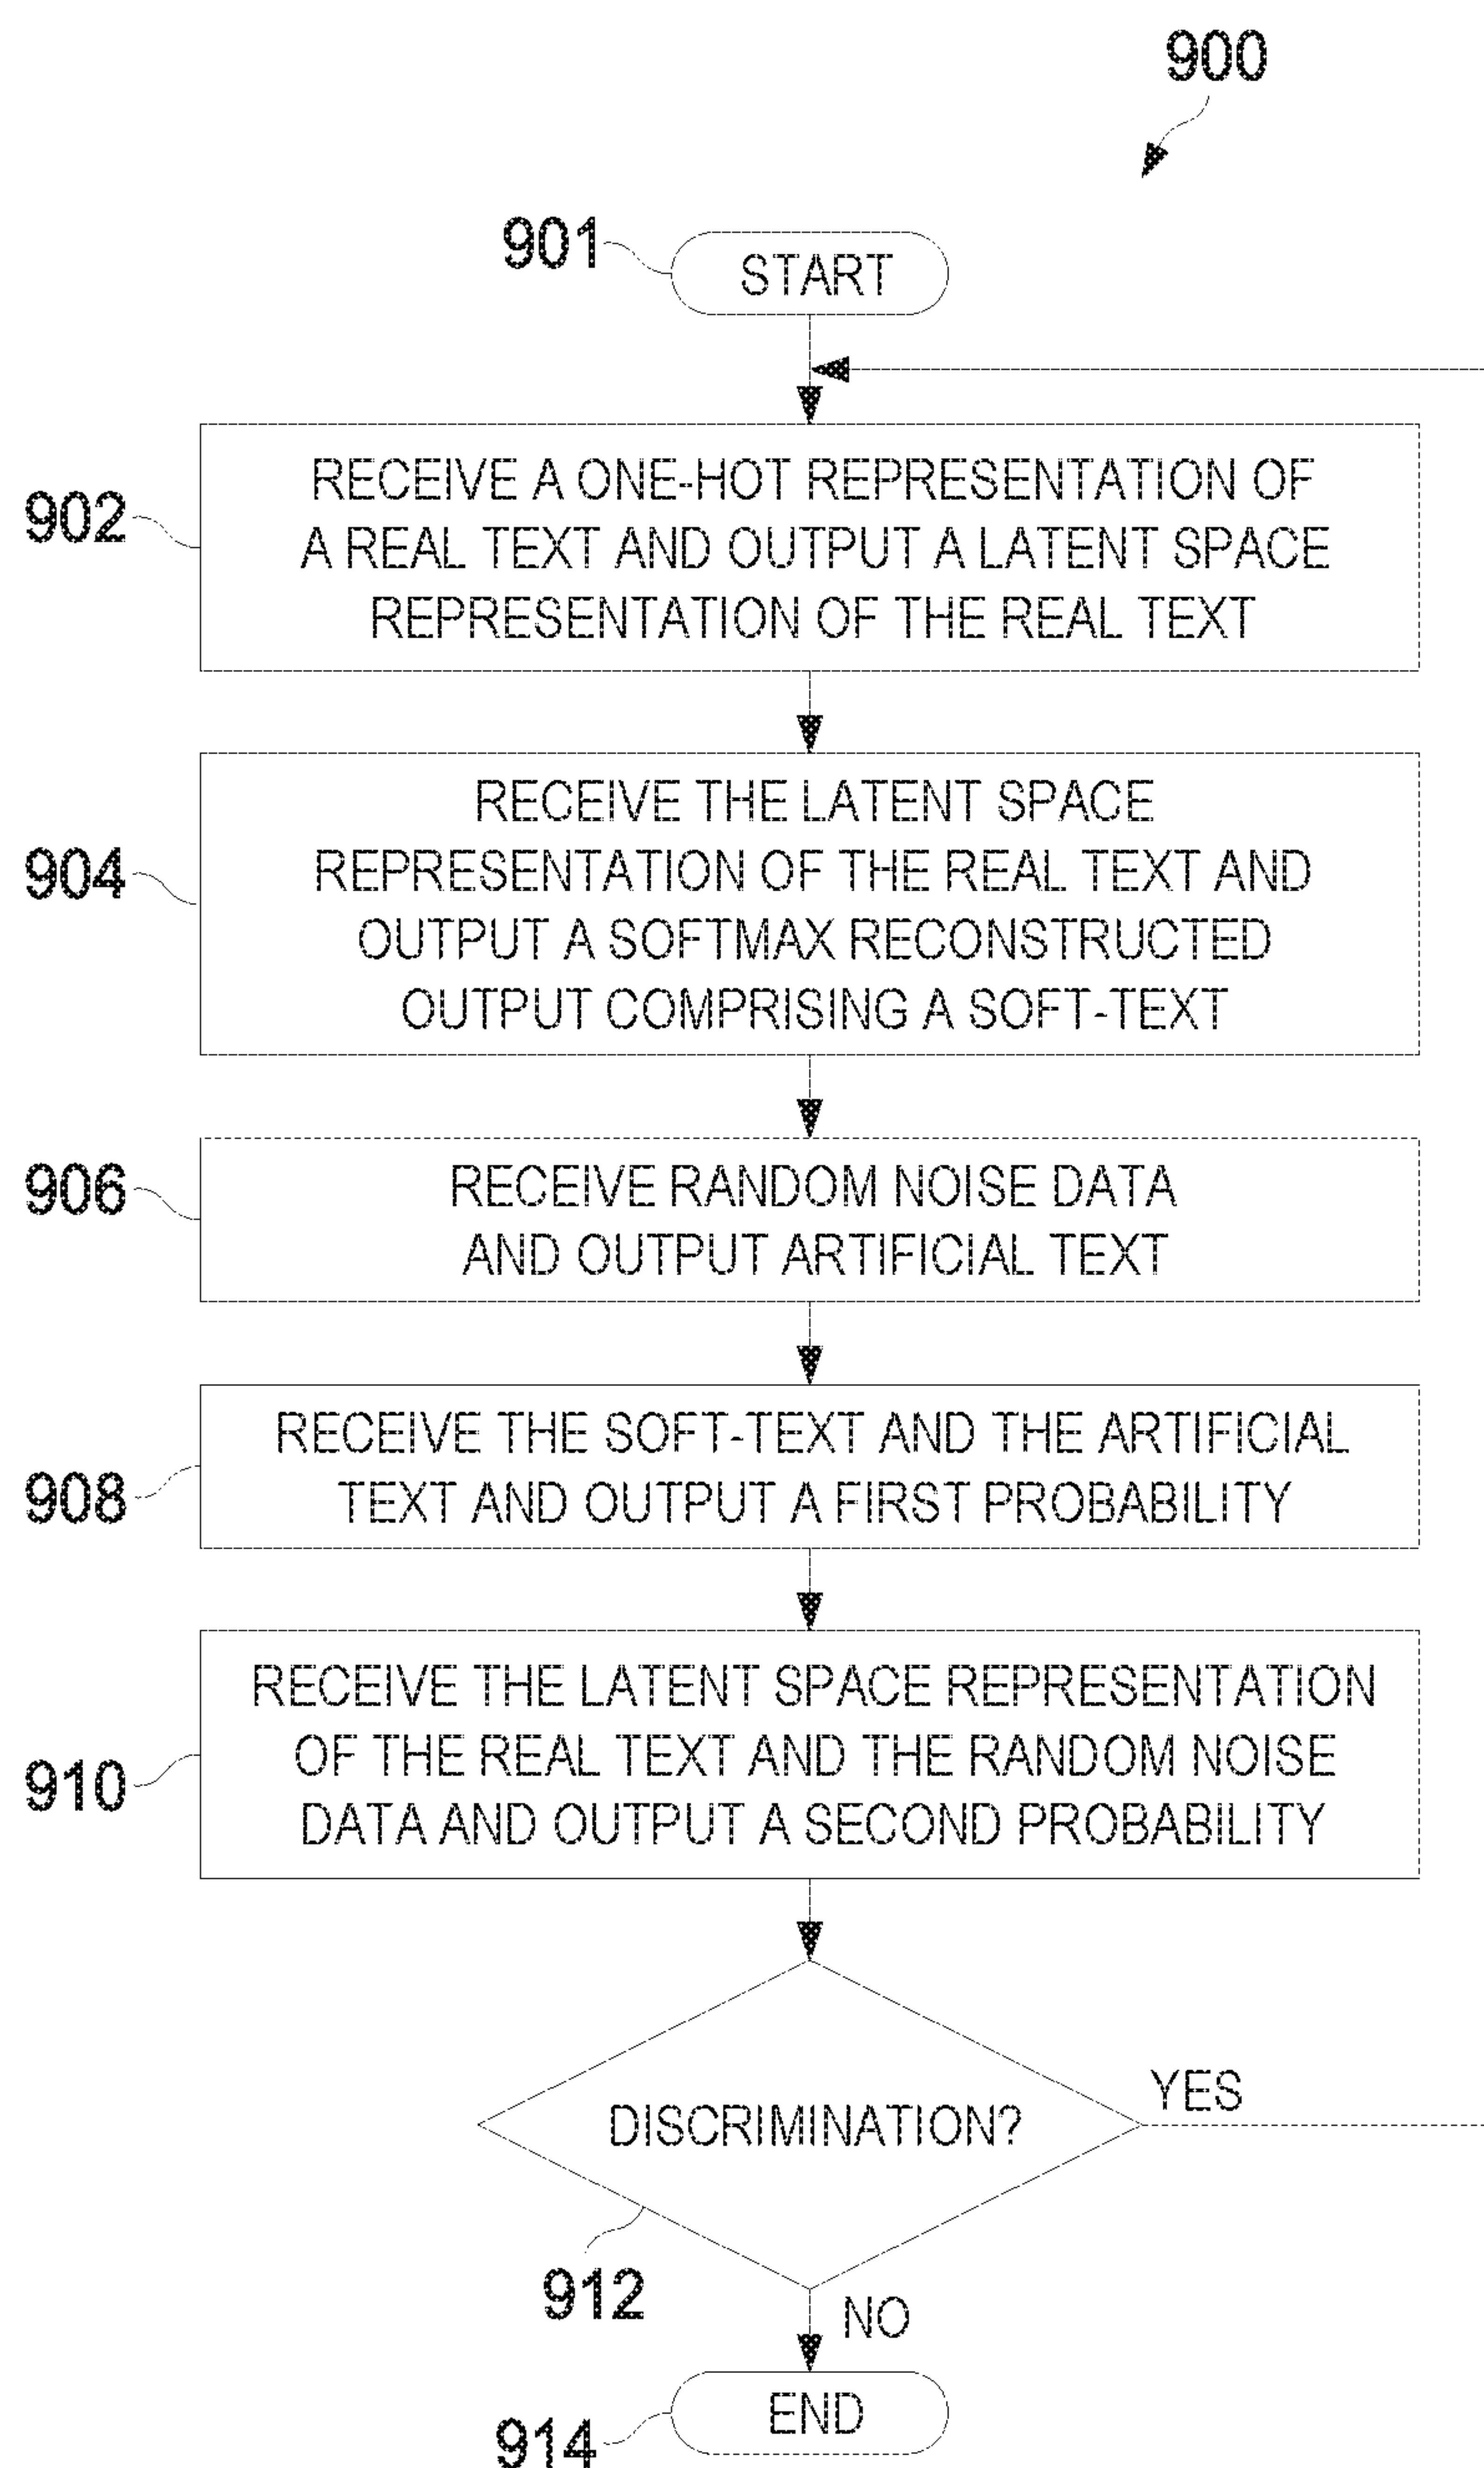 900
901
START
902
RECEIVE A ONE-HOT REPRESENTATION OF
A REAL TEXT AND OUTPUT A LATENT SPACE
REPRESENTATION OF THE REAL TEXT
904
RECEIVE THE LATENT SPACE
REPRESENTATION OF THE REAL TEXT AND
OUTPUT A SOFTMAX RECONSTRUCTED
OUTPUT COMPRISING A SOFT-TEXT
906
RECEIVE RANDOM NOISE DATA
AND OUTPUT ARTIFICIAL TEXT
908
RECEIVE THE SOFT-TEXT AND THE ARTIFICIAL
TEXT AND OUTPUT A FIRST PROBABILITY
910
RECEIVE THE LATENT SPACE REPRESENTATION
OF THE REAL TEXT AND THE RANDOM NOISE
DATA AND OUTPUT A SECOND PROBABILITY
DISCRIMINATION?
YES
912
NO
914
END